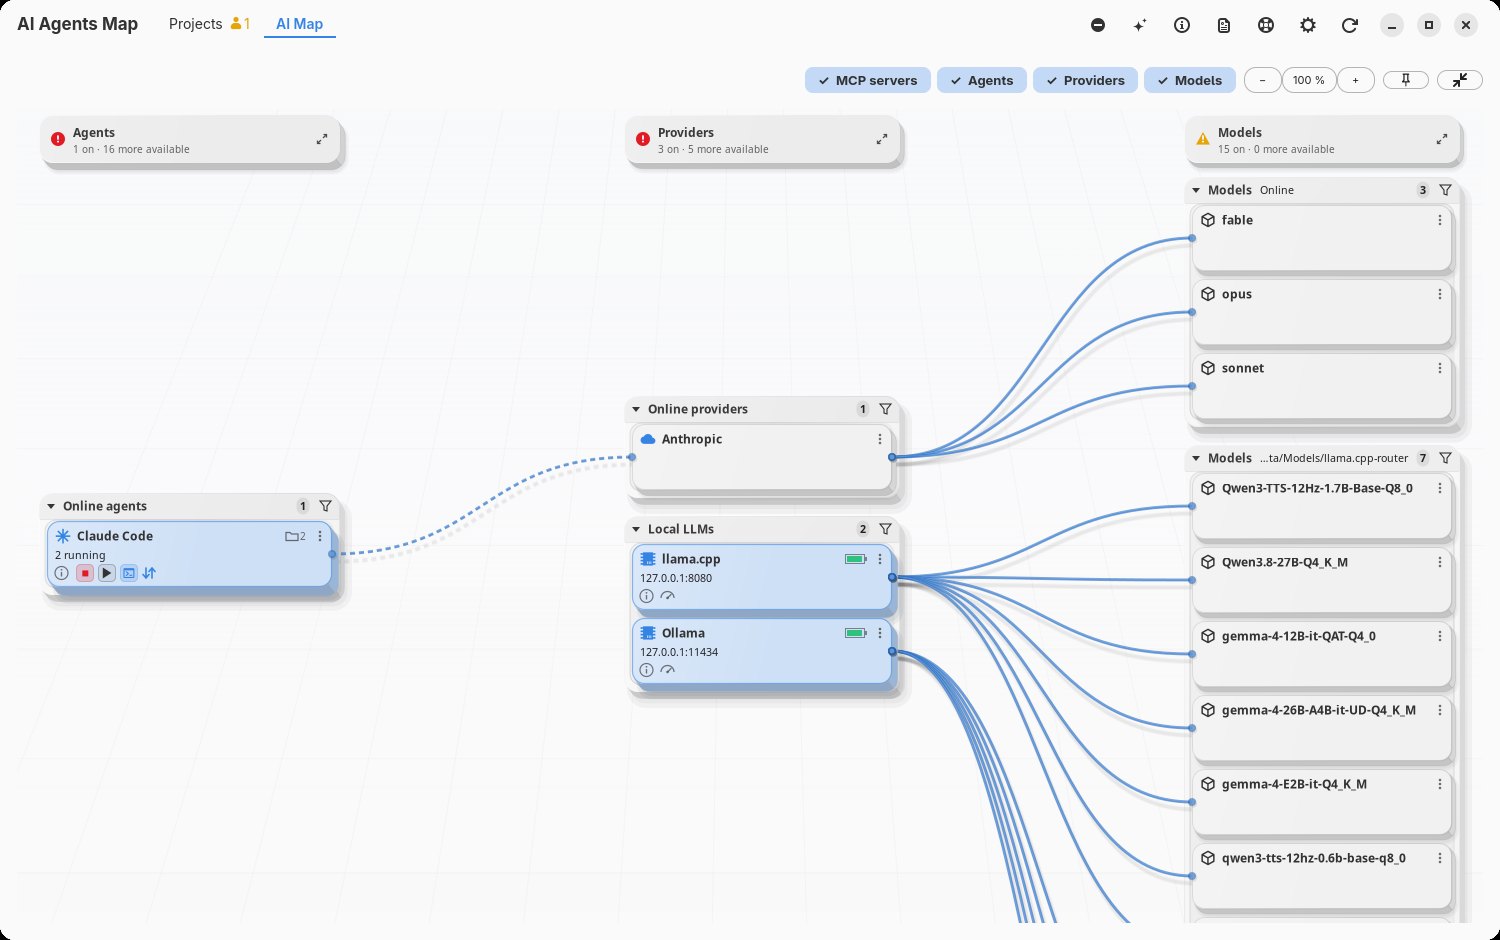 AI Agents Map
Projects 1
AI Map
MCP servers
Agents
Providers
Models
− 100 % +
Agents
1 on · 16 more available
Providers
3 on · 5 more available
Models
15 on · 0 more available
Online agents 1
Claude Code 2
2 running
Online providers 1
Anthropic
Local LLMs 2
llama.cpp
127.0.0.1:8080
Ollama
127.0.0.1:11434
Models Online 3
fable
opus
sonnet
Models ...ta/Models/llama.cpp-router 7
Qwen3-TTS-12Hz-1.7B-Base-Q8_0
Qwen3.8-27B-Q4_K_M
gemma-4-12B-it-QAT-Q4_0
gemma-4-26B-A4B-it-UD-Q4_K_M
gemma-4-E2B-it-Q4_K_M
qwen3-tts-12hz-0.6b-base-q8_0